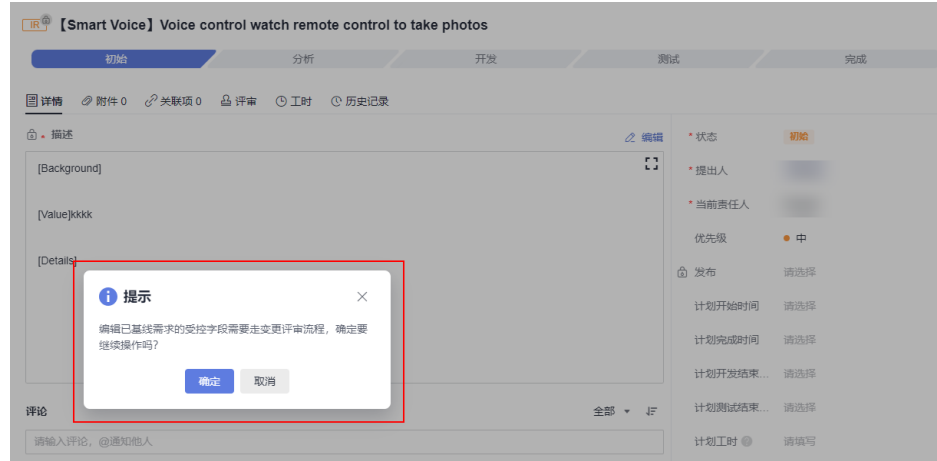 IR 【Smart Voice】Voice control watch remote control to take photos
初始 分析 开发 测试 完成
详情 附件 0 关联项 0 评审 工时 历史记录
* 描述 编辑
[Background]
[Value]kkkk
[Details]
提示
编辑已基线需求的受控字段需要走变更评审流程，确定要
继续操作吗？
确定 取消
评论 全部
请输入评论，@通知他人
* 状态 初始
* 提出人
* 当前责任人
优先级 中
发布 请选择
计划开始时间 请选择
计划完成时间 请选择
计划开发结束... 请选择
计划测试结束... 请选择
计划工时 请填写